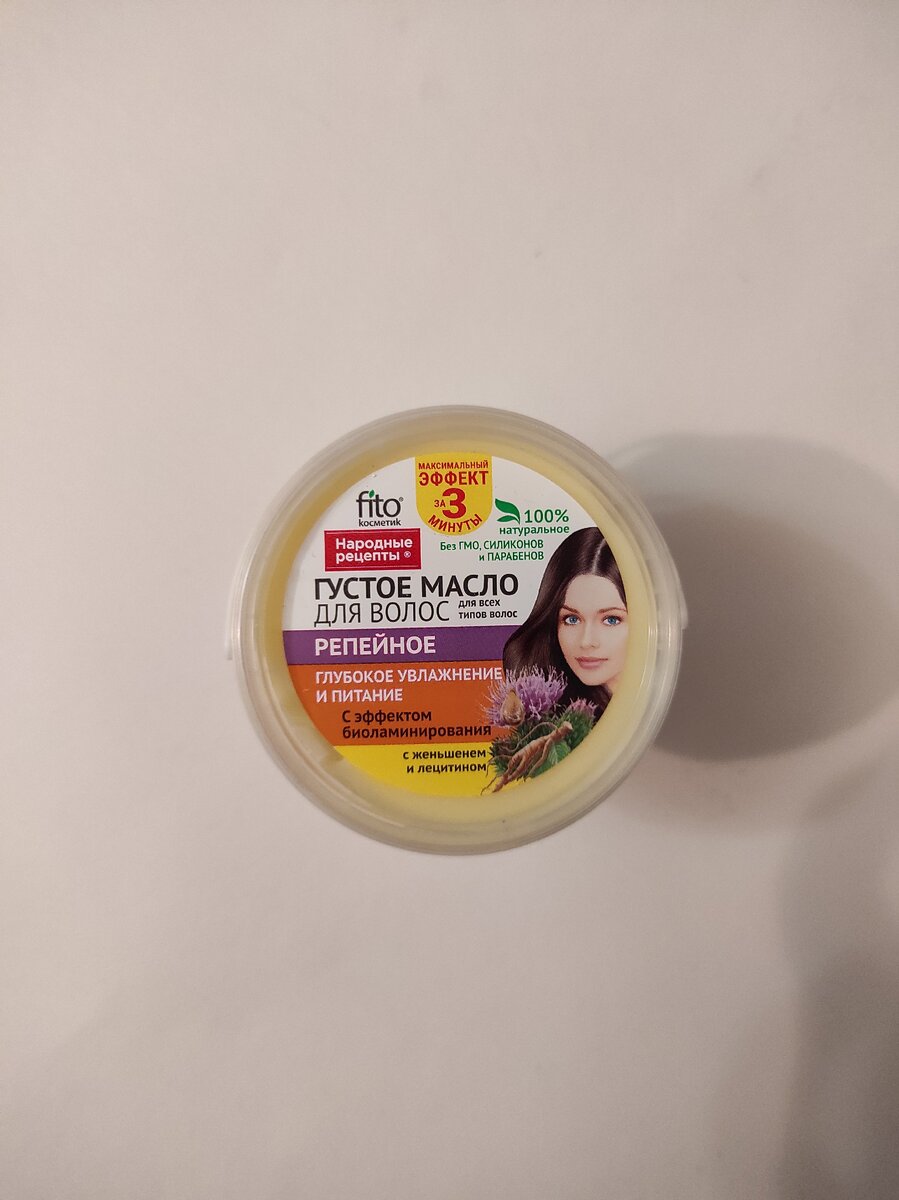 МАКСИМАЛЬНЫЙ
ЭФФЕКТ
ЗА 3
МИНУТЫ
fito®
косметик
100%
натуральное
Без ГМО, СИЛИКОНОВ
и ПАРАБЕНОВ
Народные
рецепты ®
ГУСТОЕ МАСЛО
ДЛЯ ВОЛОС для всех
типов волос
РЕПЕЙНОЕ
ГЛУБОКОЕ УВЛАЖНЕНИЕ
И ПИТАНИЕ
С эффектом
биоламинирования
с женьшенем
и лецитином